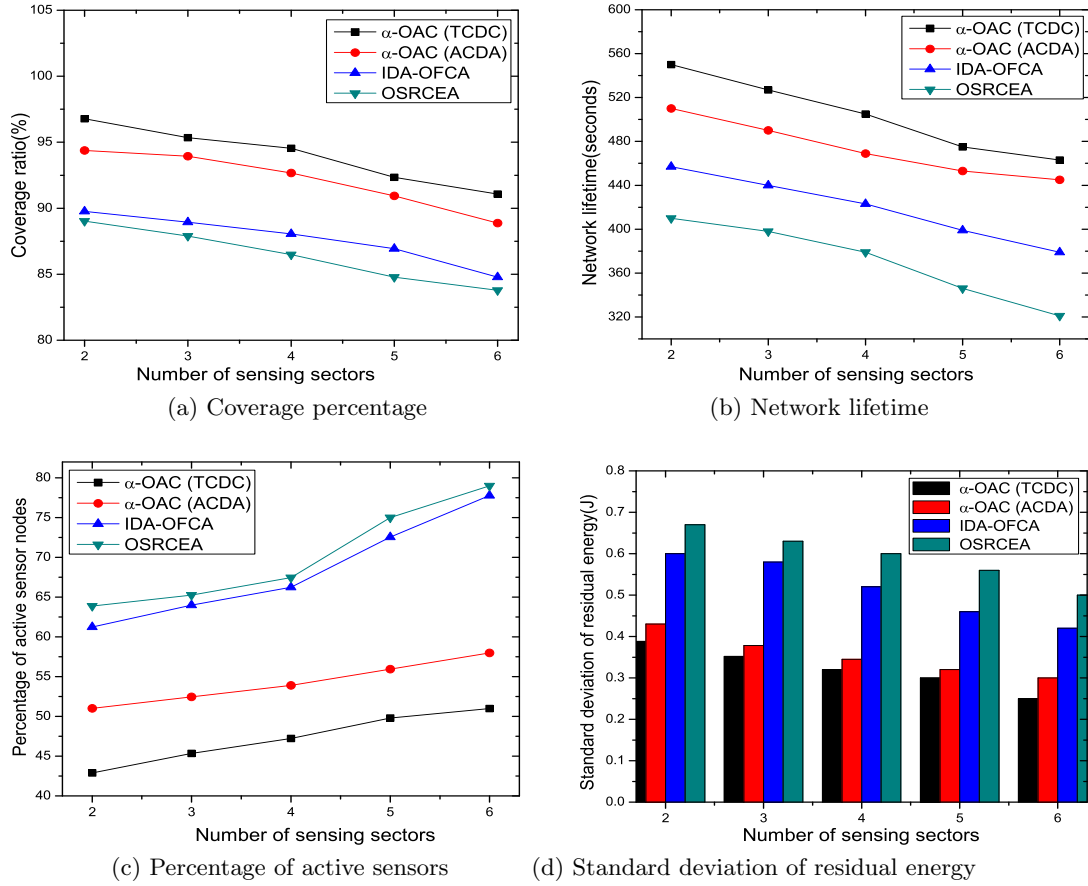 105
100
95
90
85
80
Coverage ratio(%)
α-OAC (TCDC)
α-OAC (ACDA)
IDA-OFCA
OSRCEA
2 3 4 5 6
Number of sensing sectors
(a) Coverage percentage
600
560
520
480
440
400
360
320
Network lifetime(seconds)
α-OAC (TCDC)
α-OAC (ACDA)
IDA-OFCA
OSRCEA
2 3 4 5 6
Number of sensing sectors
(b) Network lifetime
80
75
70
65
60
55
50
45
40
Percentage of active sensor nodes
α-OAC (TCDC)
α-OAC (ACDA)
IDA-OFCA
OSRCEA
2 3 4 5 6
Number of sensing sectors
(c) Percentage of active sensors
0.8
0.7
0.6
0.5
0.4
0.3
0.2
0.1
0.0
Standard deviation of residual energy(J)
α-OAC (TCDC)
α-OAC (ACDA)
IDA-OFCA
OSRCEA
2 3 4 5 6
Number of sensing sectors
(d) Standard deviation of residual energy